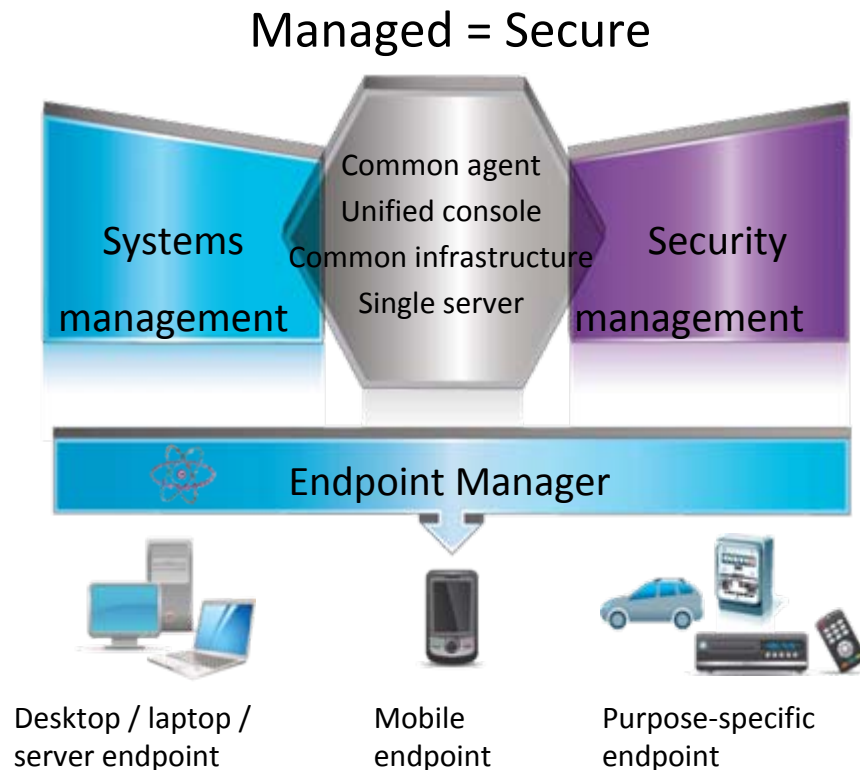 Managed = Secure
Common agent
Unified console
Common infrastructure
Single server
Systems
management
Security
management
Endpoint Manager
Desktop / laptop /
server endpoint
Mobile
endpoint
Purpose-specific
endpoint